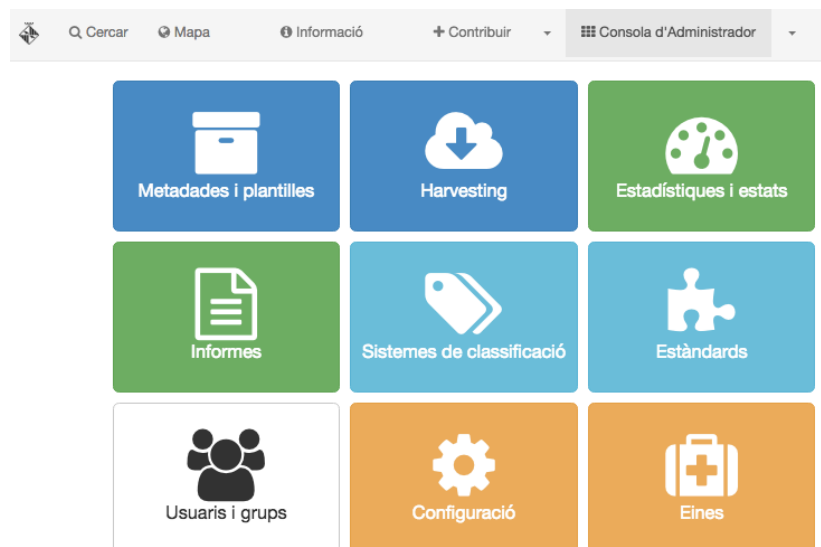 Cercar
Mapa
Informació
Contribuir
Consola d'Administrador
Metadades i plantilles
Harvesting
Estadístiques i estats
Informes
Sistemes de classificació
Estàndards
Usuaris i grups
Configuració
Eines